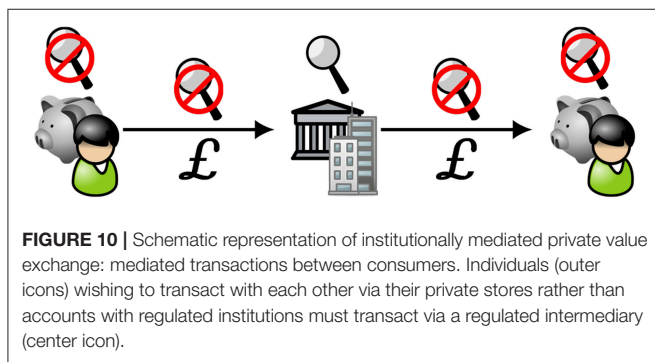 £ £
FIGURE 10 | Schematic representation of institutionally mediated private value
exchange: mediated transactions between consumers. Individuals (outer
icons) wishing to transact with each other via their private stores rather than
accounts with regulated institutions must transact via a regulated intermediary
(center icon).